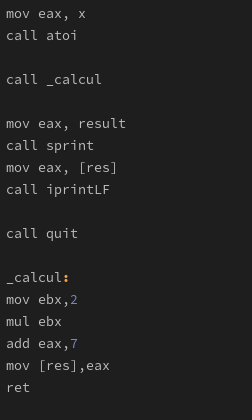 mov eax, x
call atoi
call _calcul
mov eax, result
call sprint
mov eax, [res]
call iprintLF
call quit
_calcul:
mov ebx,2
mul ebx
add eax,7
mov [res],eax
ret